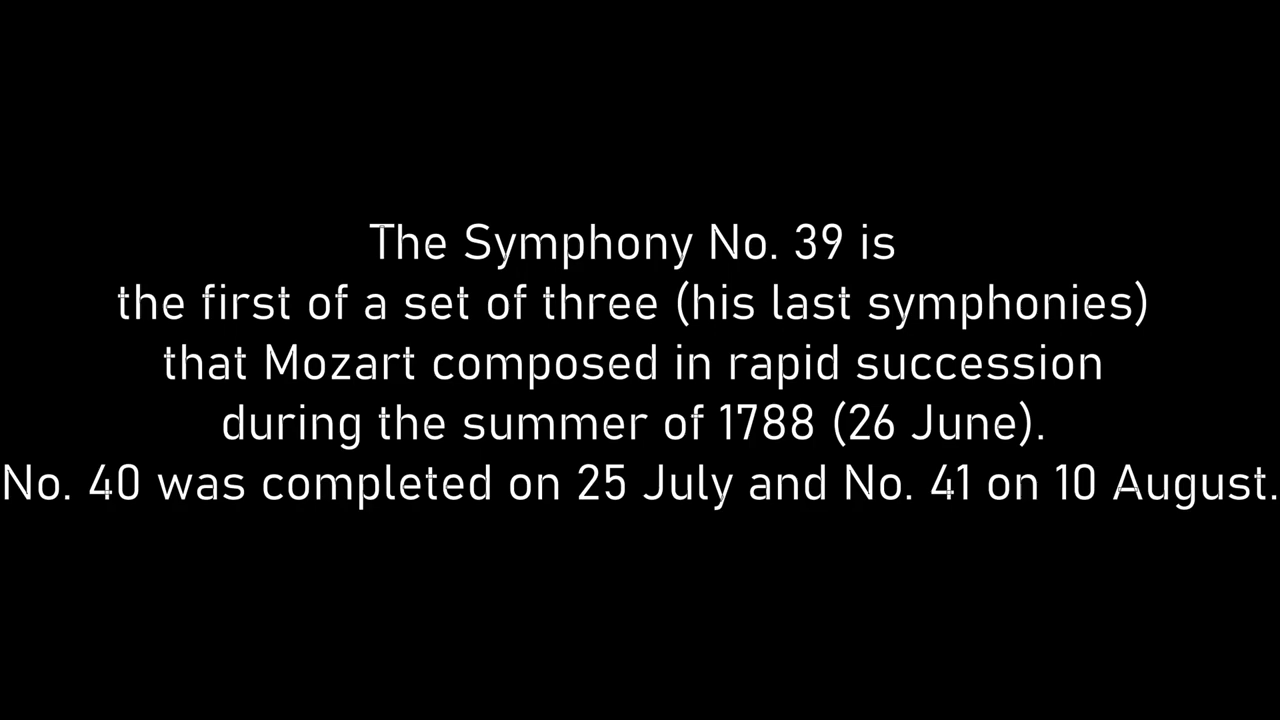 The Symphony No. 39 is
the first of a set of three (his last symphonies)
that Mozart composed in rapid succession
during the summer of 1788 (26 June).
No. 40 was completed on 25 July and No. 41 on 10 August.